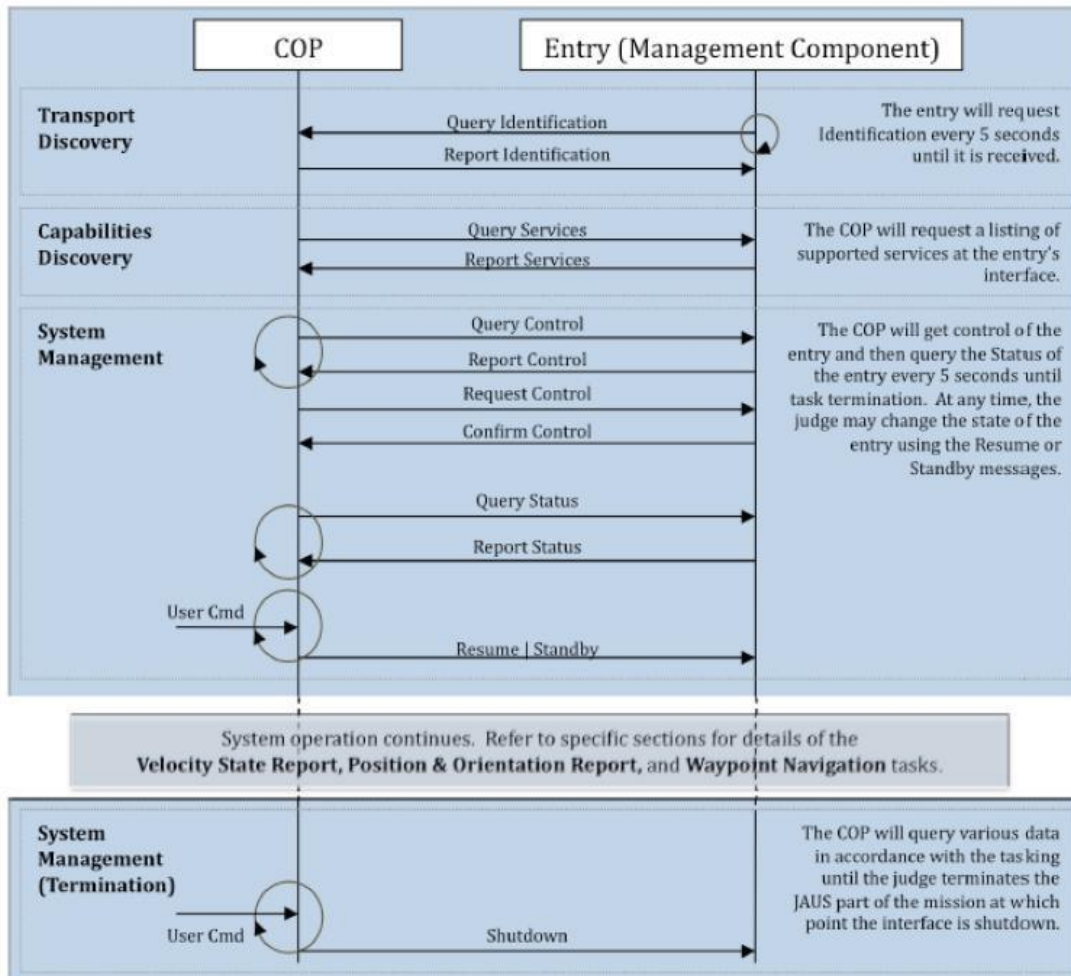 COP
Entry (Management Component)
Transport
Discovery
Query Identification
Report Identification
The entry will request
Identification every 5 seconds
until it is received.
Capabilities
Discovery
Query Services
Report Services
The COP will request a listing of
supported services at the entry's
interface.
System
Management
Query Control
Report Control
Request Control
Confirm Control
Query Status
Report Status
User Cmd
Resume | Standby
The COP will get control of the
entry and then query the Status of
the entry every 5 seconds until
task termination. At any time, the
judge may change the state of the
entry using the Resume or
Standby messages.
System operation continues. Refer to specific sections for details of the
Velocity State Report, Position & Orientation Report, and Waypoint Navigation tasks.
System
Management
(Termination)
User Cmd
Shutdown
The COP will query various data
in accordance with the tasking
until the judge terminates the
JAUS part of the mission at which
point the interface is shutdown.